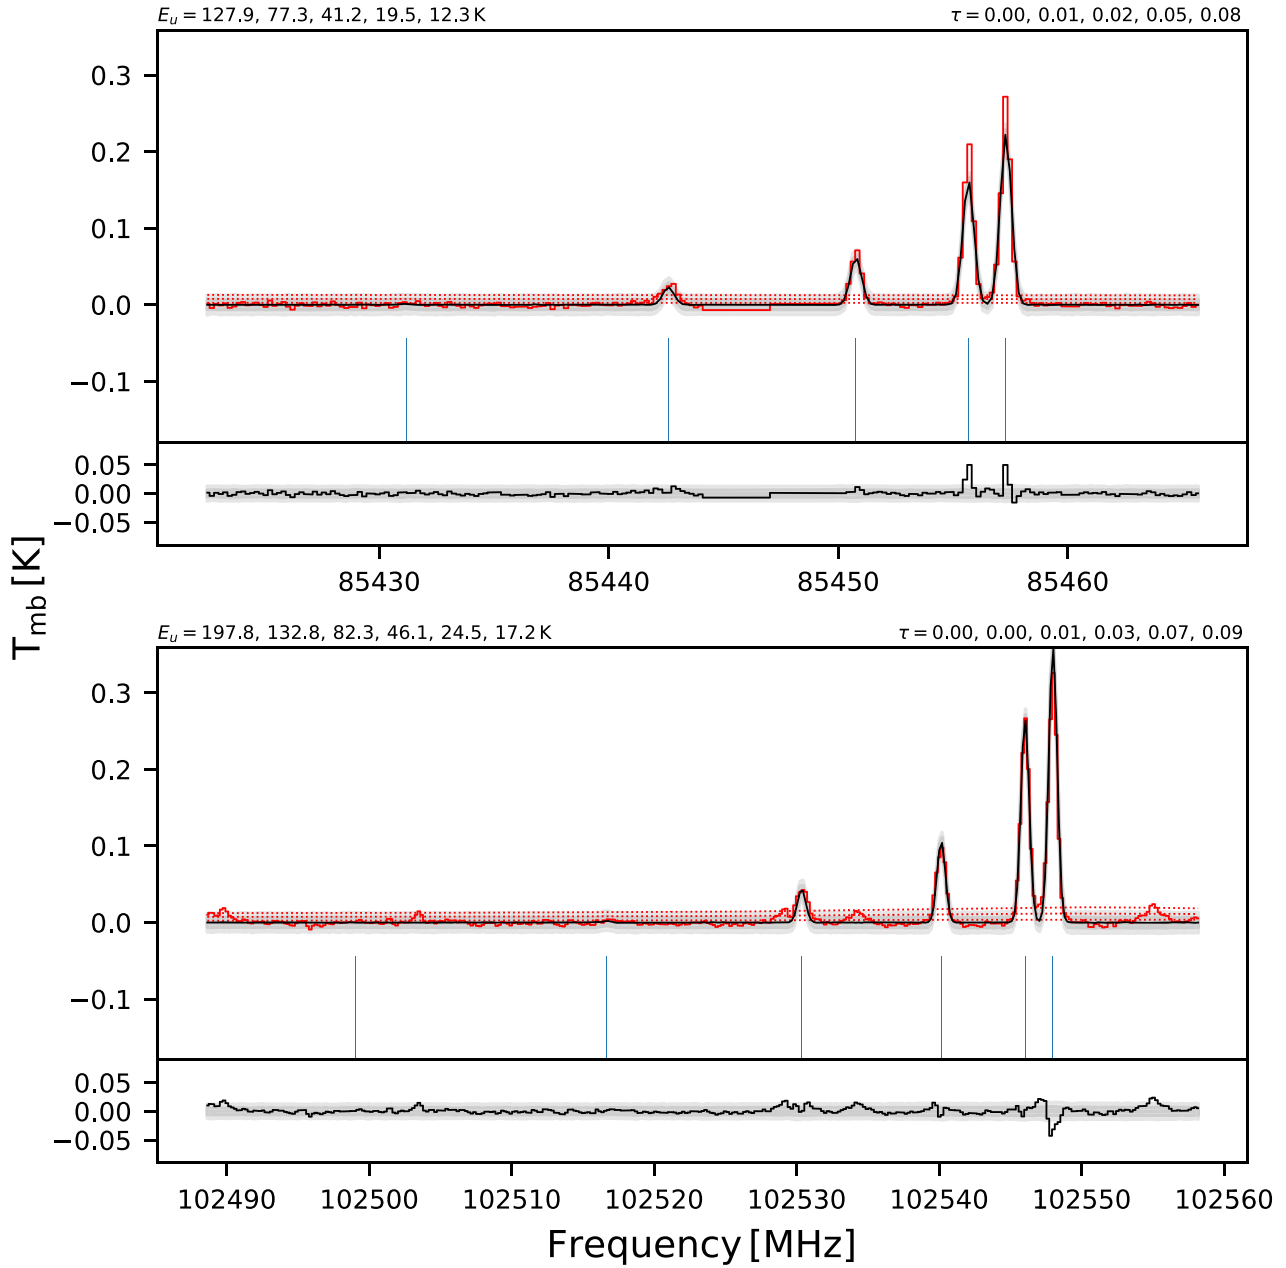 E_u = 127.9, 77.3, 41.2, 19.5, 12.3 K
τ = 0.00, 0.01, 0.02, 0.05, 0.08
0.3
0.2
0.1
0.0
−0.1
0.05
0.00
−0.05
85430 85440 85450 85460
T_mb [K]
E_u = 197.8, 132.8, 82.3, 46.1, 24.5, 17.2 K
τ = 0.00, 0.00, 0.01, 0.03, 0.07, 0.09
0.3
0.2
0.1
0.0
−0.1
0.05
0.00
−0.05
102490 102500 102510 102520 102530 102540 102550 102560
Frequency [MHz]